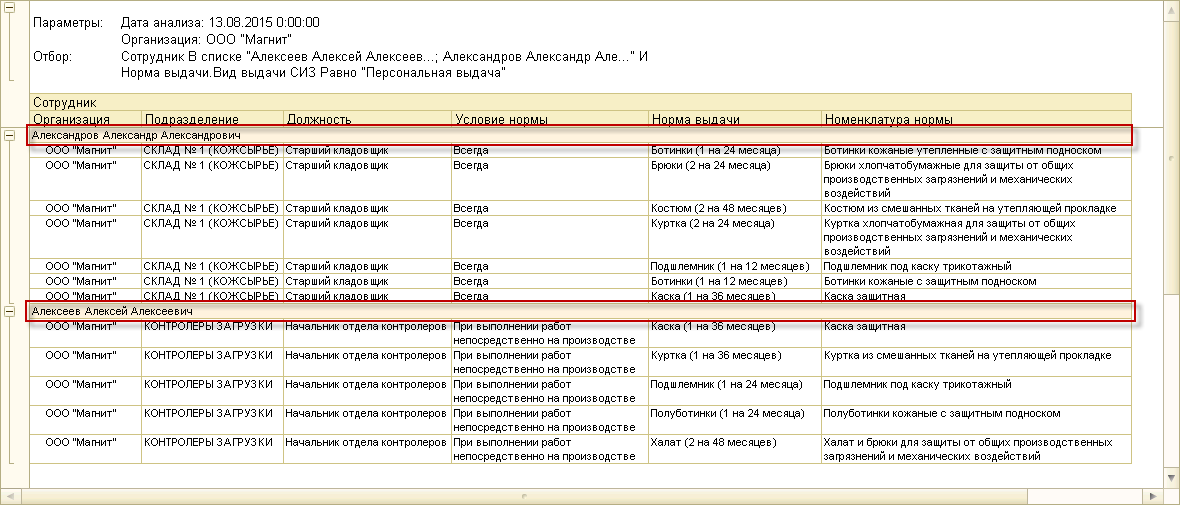 Параметры: Дата анализа: 13.08.2015 0:00:00
Организация: ООО "Магнит"
Отбор: Сотрудник В списке "Алексеев Алексей Алексеев...; Александров Александр Але..." И
Норма выдачи.Вид выдачи СИЗ Равно "Персональная выдача"
Сотрудник
Организация Подразделение Должность Условие нормы Норма выдачи Номенклатура нормы
Александров Александр Александрович
ООО "Магнит" СКЛАД № 1 (КОЖСЫРЬЕ) Старший кладовщик Всегда Ботинки (1 на 24 месяца) Ботинки кожаные утепленные с защитным подноском
ООО "Магнит" СКЛАД № 1 (КОЖСЫРЬЕ) Старший кладовщик Всегда Брюки (2 на 24 месяца) Брюки хлопчатобумажные для защиты от общих
производственных загрязнений и механических
воздействий
ООО "Магнит" СКЛАД № 1 (КОЖСЫРЬЕ) Старший кладовщик Всегда Костюм (2 на 48 месяцев) Костюм из смешанных тканей на утепляющей прокладке
ООО "Магнит" СКЛАД № 1 (КОЖСЫРЬЕ) Старший кладовщик Всегда Куртка (2 на 24 месяца) Куртка хлопчатобумажная для защиты от общих
производственных загрязнений и механических
воздействий
ООО "Магнит" СКЛАД № 1 (КОЖСЫРЬЕ) Старший кладовщик Всегда Подшлемник (1 на 12 месяцев) Подшлемник под каску трикотажный
ООО "Магнит" СКЛАД № 1 (КОЖСЫРЬЕ) Старший кладовщик Всегда Ботинки (1 на 12 месяцев) Ботинки кожаные с защитным подноском
ООО "Магнит" СКЛАД № 1 (КОЖСЫРЬЕ) Старший кладовщик Всегда Каска (1 на 36 месяцев) Каска защитная
Алексеев Алексей Алексеевич
ООО "Магнит" КОНТРОЛЕРЫ ЗАГРУЗКИ Начальник отдела контролеров При выполнении работ Каска (1 на 36 месяцев) Каска защитная
непосредственно на производстве
ООО "Магнит" КОНТРОЛЕРЫ ЗАГРУЗКИ Начальник отдела контролеров При выполнении работ Куртка (1 на 36 месяцев) Куртка из смешанных тканей на утепляющей прокладке
непосредственно на производстве
ООО "Магнит" КОНТРОЛЕРЫ ЗАГРУЗКИ Начальник отдела контролеров При выполнении работ Подшлемник (1 на 24 месяца) Подшлемник под каску трикотажный
непосредственно на производстве
ООО "Магнит" КОНТРОЛЕРЫ ЗАГРУЗКИ Начальник отдела контролеров При выполнении работ Полуботинки (1 на 24 месяца) Полуботинки кожаные с защитным подноском
непосредственно на производстве
ООО "Магнит" КОНТРОЛЕРЫ ЗАГРУЗКИ Начальник отдела контролеров При выполнении работ Халат (2 на 48 месяцев) Халат и брюки для защиты от общих производственных
непосредственно на производстве загрязнений и механических воздействий